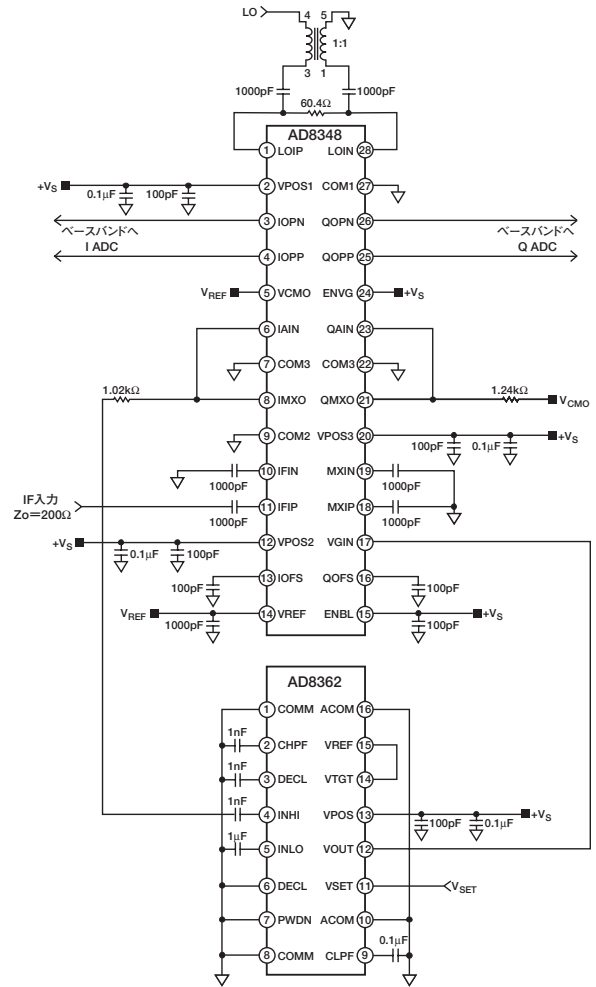 LO
4 5
1:1
3 1
1000pF 1000pF
60.4Ω
AD8348
1 LOIP LOIN 28
+VS 0.1µF 100pF 2 VPOS1 COM1 27
3 IOPN QOPN 26
ベースバンドへ
I ADC
ベースバンドへ
Q ADC
4 IOPP QOPP 25
VREF 5 VCMO ENVG 24 +VS
6 IAIN QAIN 23
7 COM3 COM3 22
1.02kΩ 8 IMXO QMXO 21 1.24kΩ VCMO
9 COM2 VPOS3 20 100pF 0.1µF +VS
1000pF 10 IFIN MXIN 19 1000pF
IF入力
Zo=200Ω
1000pF 11 IFIP MXIP 18 1000pF
+VS 0.1µF 100pF 12 VPOS2 VGIN 17
100pF 13 IOFS QOFS 16 100pF
VREF 1000pF 14 VREF ENBL 15 100pF +VS
AD8362
1 COMM ACOM 16
1nF 2 CHPF VREF 15
1nF 3 DECL VTGT 14
1nF 4 INHI VPOS 13 100pF 0.1µF +VS
1µF 5 INLO VOUT 12
6 DECL VSET 11 VSET
7 PWDN ACOM 10
8 COMM CLPF 9 0.1µF